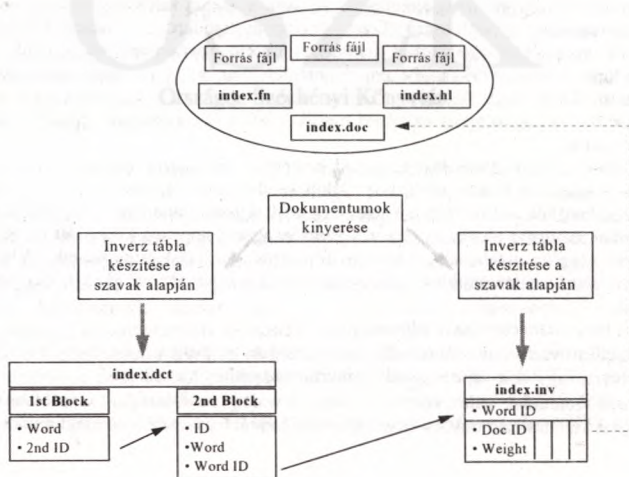 Forrás fájl
Forrás fájl
Forrás fájl
index.fn
index.hl
index.doc
Dokumentumok
kinyerése
Inverz tábla
készítése a
szavak alapján
Inverz tábla
készítése a
szavak alapján
index.dct
1st Block
• Word
• 2nd ID
2nd Block
• ID
•Word
• Word ID
index.inv
• Word ID
• Doc ID
• Weight